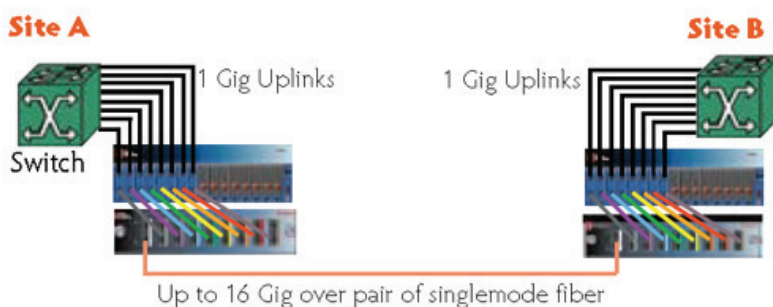 Site A
Site B
1 Gig Uplinks
1 Gig Uplinks
Switch
Up to 16 Gig over pair of singlemode fiber